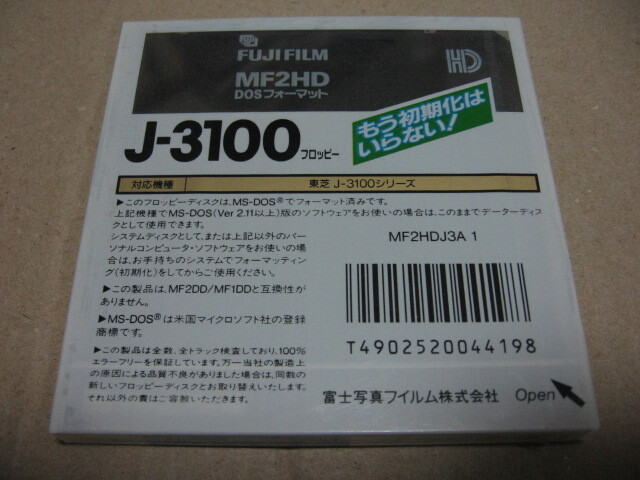 FUJI FILM
MF2HD
DOSフォーマット
HD
J-3100 フロッピー
もう初期化は
いらない!
対応機種 東芝 J-3100シリーズ
▶このフロッピーディスクは、MS-DOS®でフォーマット済みです。
上記機種でMS-DOS(Ver 2.11以上)版のソフトウェアをお使いの場合は、このままでデーターディス
クとして使用できます。
システムディスクとして、または上記以外のパー
ソナルコンピュータ・ソフトウェアをお使いの場
合は、お手持ちのシステムでフォーマッティン
グ(初期化)をしてからご使用ください。
▶この製品は、MF2DD/MF1DDと互換性が
ありません。
▶MS-DOS®は米国マイクロソフト社の登録
商標です。
▶この製品は全数、全トラック検査しており、100%
エラーフリーを保証しています。万一当社の製造上
の原因による品質不良がありました場合は、同数の
新しいフロッピーディスクとお取り替えいたします。
それ以外の責はご容赦いただきます。
MF2HDJ3A 1
T4902520044198
富士写真フイルム株式会社 Open